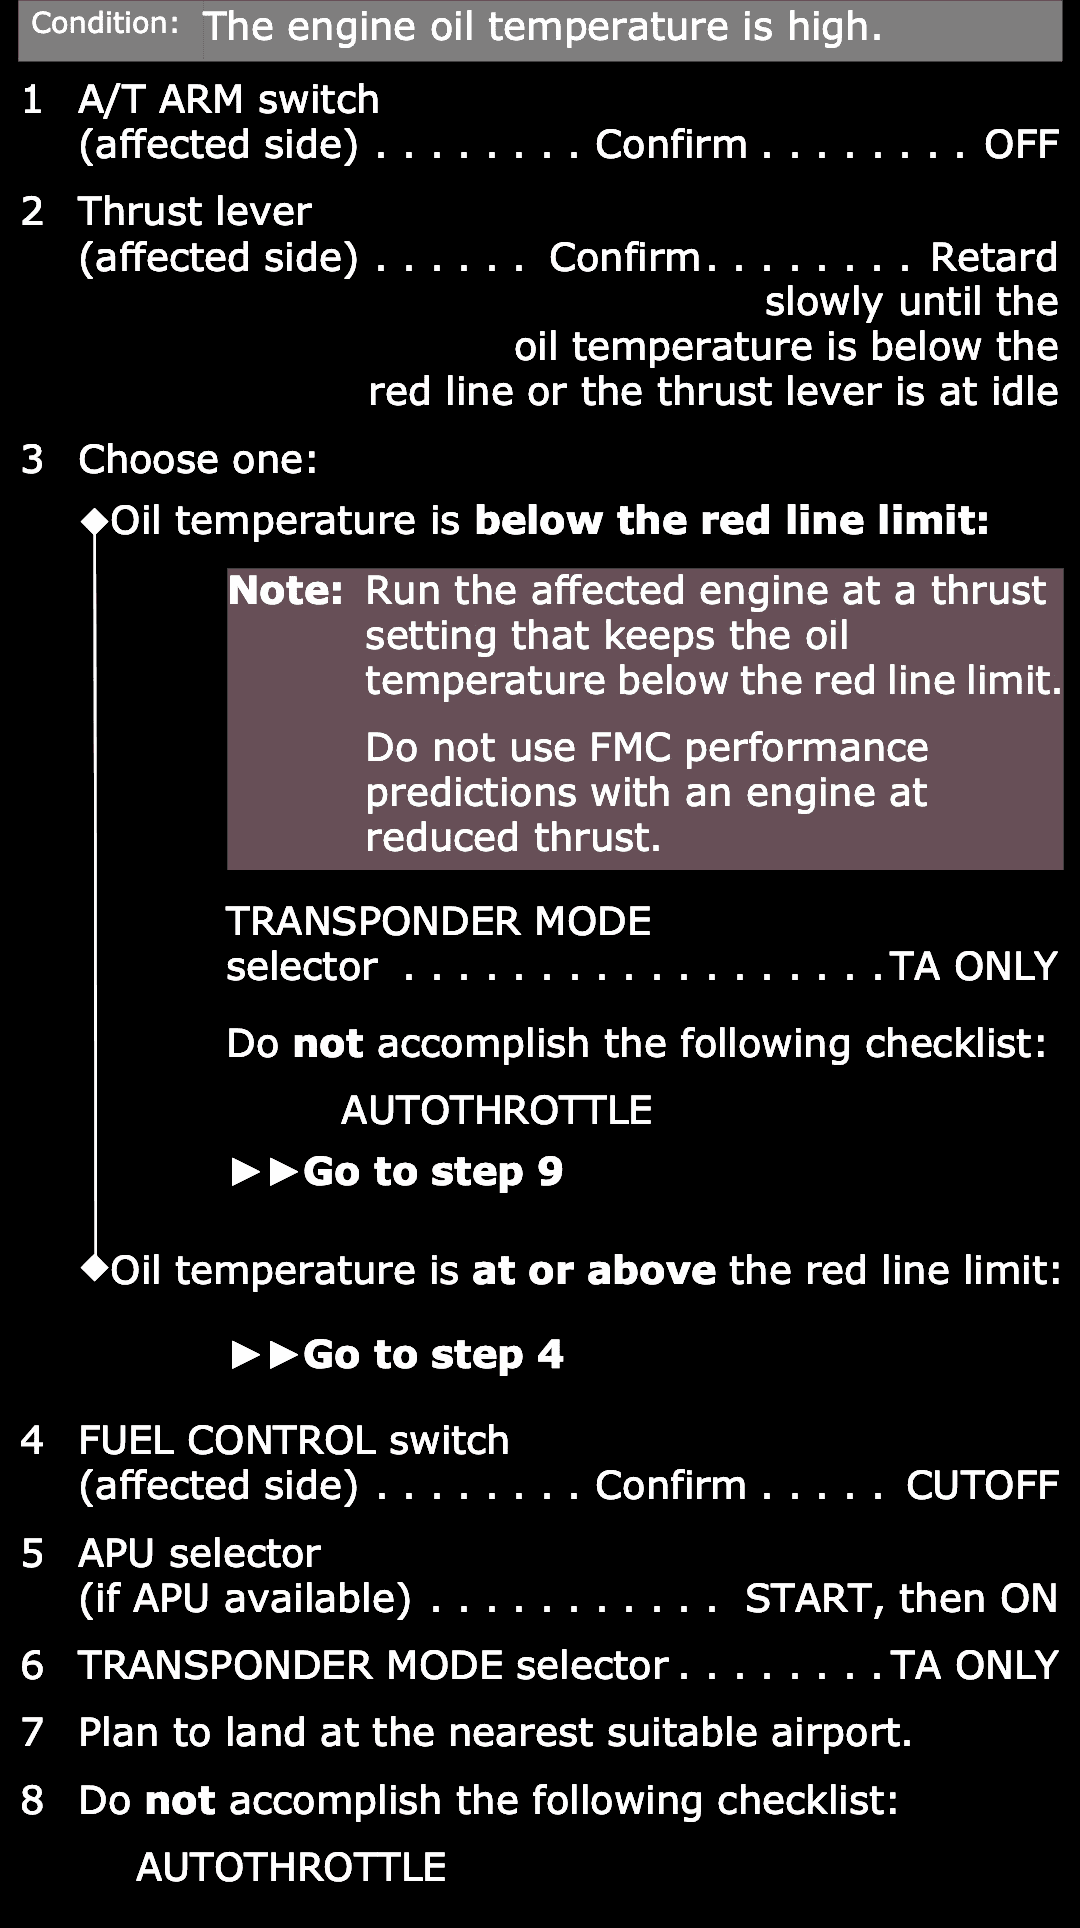 Condition: The engine oil temperature is high.
1 A/T ARM switch
(affected side) . . . . . . . . Confirm . . . . . . . . OFF
2 Thrust lever
(affected side) . . . . . . Confirm. . . . . . . . . Retard
slowly until the
oil temperature is below the
red line or the thrust lever is at idle
3 Choose one:
◆Oil temperature is below the red line limit:
Note: Run the affected engine at a thrust
setting that keeps the oil
temperature below the red line limit.
Do not use FMC performance
predictions with an engine at
reduced thrust.
TRANSPONDER MODE
selector . . . . . . . . . . . . . . . . . . .TA ONLY
Do not accomplish the following checklist:
AUTOTHROTTLE
▶▶Go to step 9
◆Oil temperature is at or above the red line limit:
▶▶Go to step 4
4 FUEL CONTROL switch
(affected side) . . . . . . . . Confirm . . . . . CUTOFF
5 APU selector
(if APU available) . . . . . . . . . . . START, then ON
6 TRANSPONDER MODE selector . . . . . . . . TA ONLY
7 Plan to land at the nearest suitable airport.
8 Do not accomplish the following checklist:
AUTOTHROTTLE